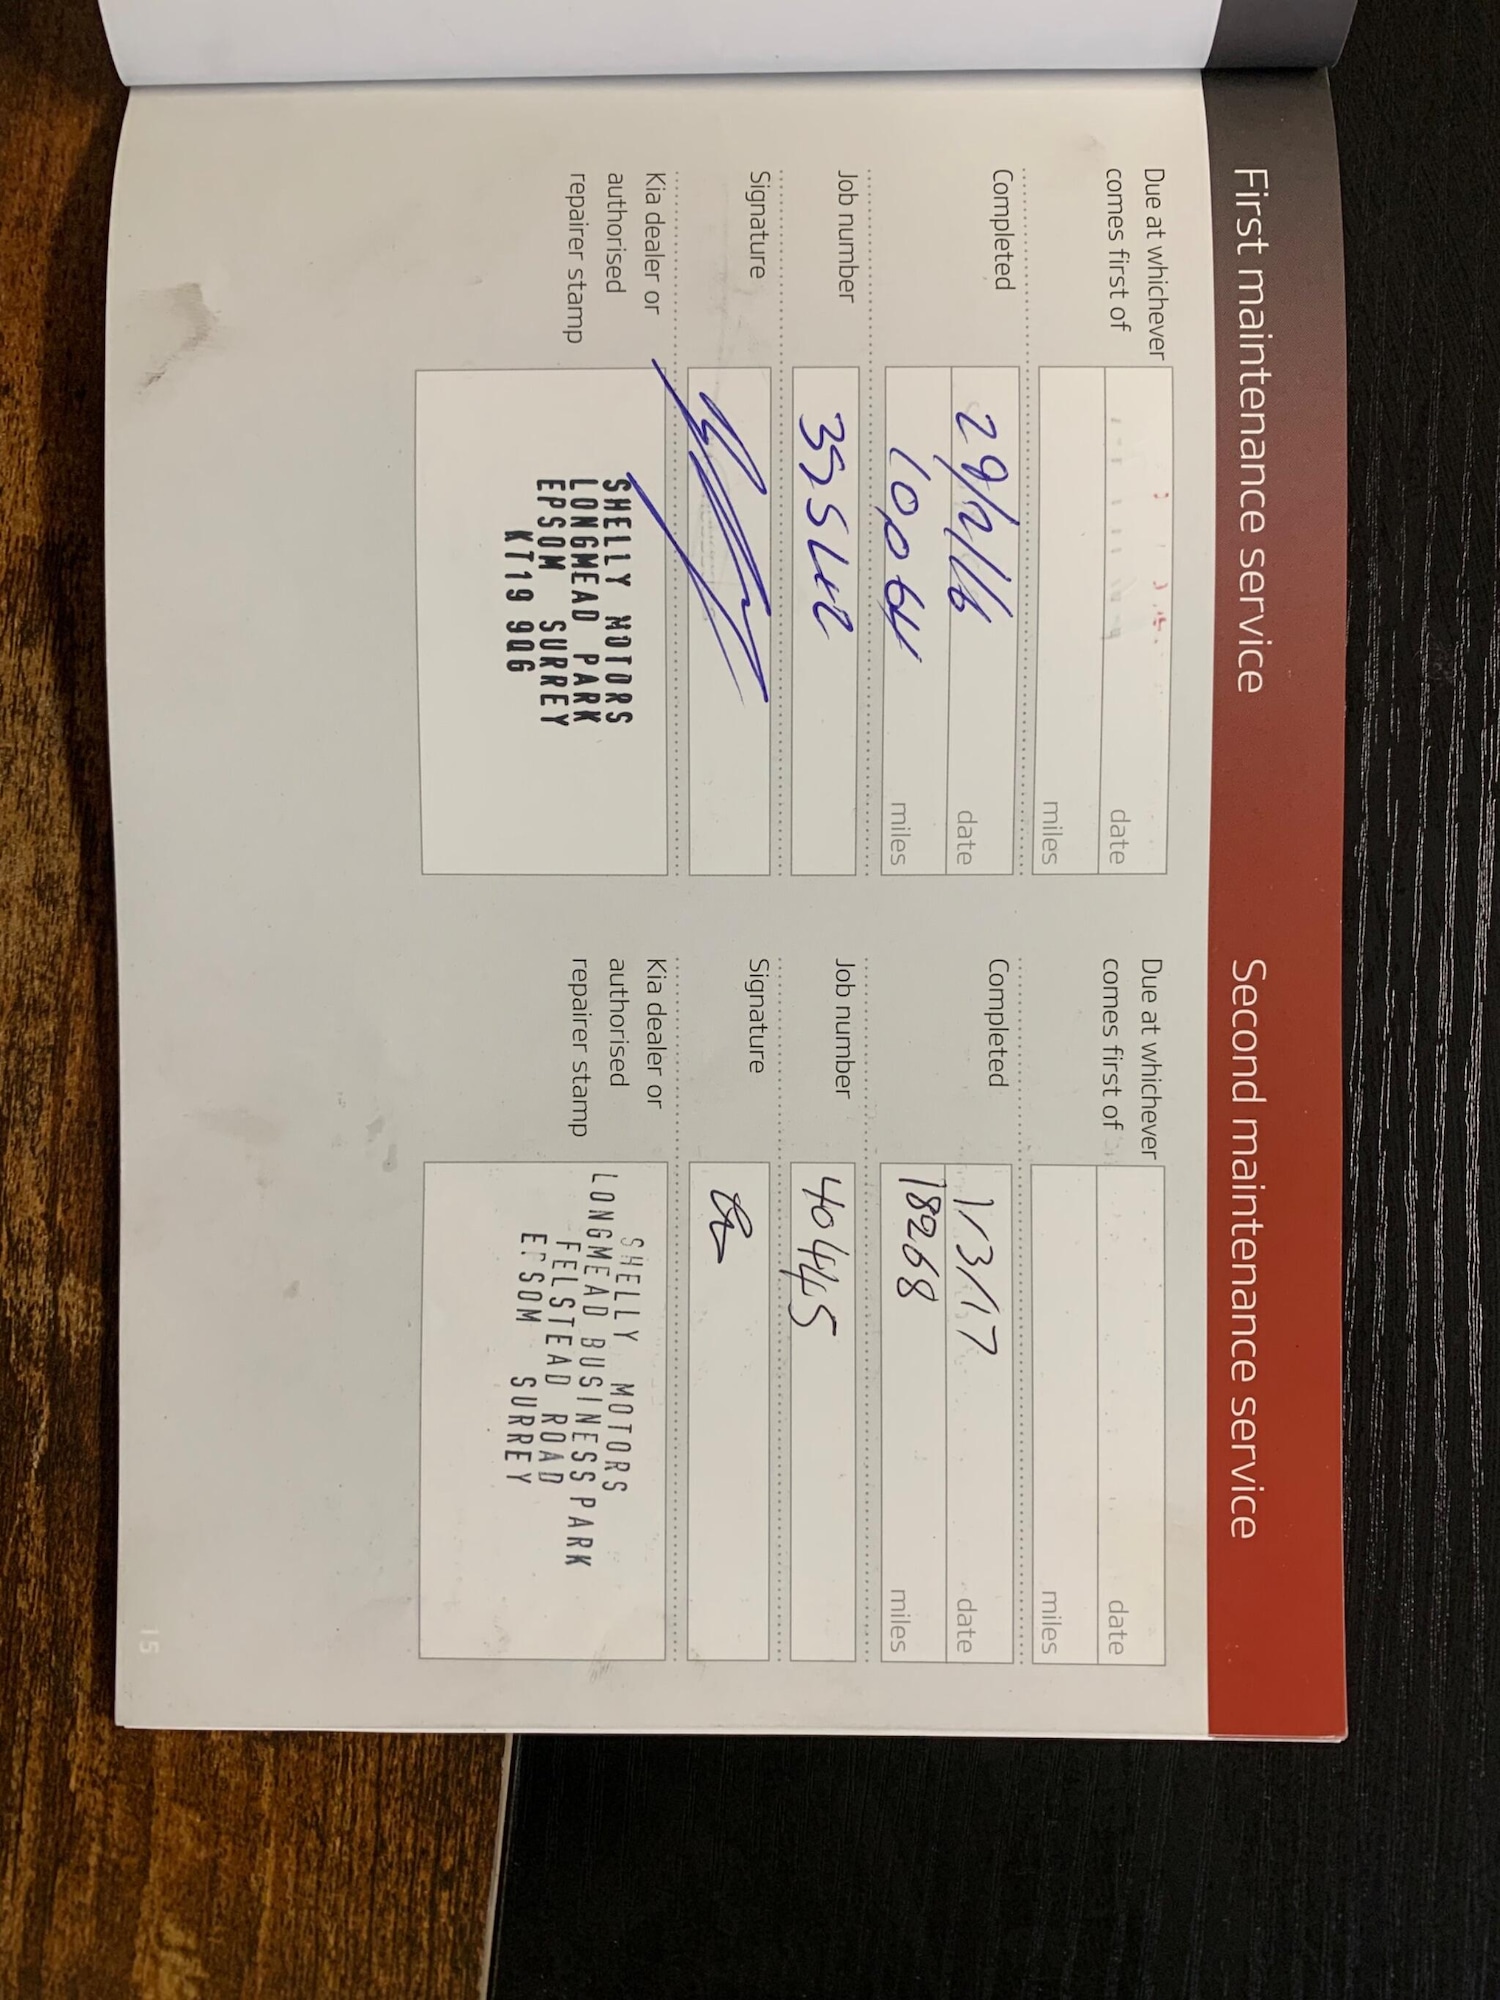 First maintenance service
Due at whichever
comes first of
date
miles
Completed
29/2/16 date
10,064 miles
Job number
Signature
Kia dealer or
authorised
repairer stamp
SHELLY MOTORS
LONGMEAD PARK
EPSOM SURREY
KT19 9QG
Second maintenance service
Due at whichever
comes first of
date
miles
Completed
1/3/17 date
18268 miles
Job number
40445
Signature
Kia dealer or
authorised
repairer stamp
SHELLY MOTORS
LONGMEAD BUSINESS PARK
FELSTEAD ROAD
EPSOM SURREY
15